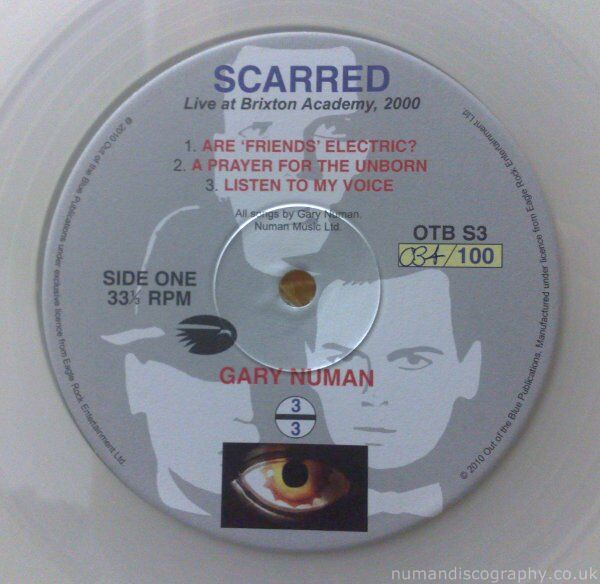 SCARRED
Live at Brixton Academy, 2000
1. ARE 'FRIENDS' ELECTRIC?
2. A PRAYER FOR THE UNBORN
3. LISTEN TO MY VOICE
All songs by Gary Numan.
Numan Music Ltd.
OTB S3
034/100
SIDE ONE
33⅓ RPM
GARY NUMAN
3
3
℗ 2010 Out of the Blue Publications under exclusive licence from Eagle Rock Entertainment Ltd.
© 2010 Out of the Blue Publications. Manufactured under licence from Eagle Rock Entertainment Ltd.
numandiscography.co.uk